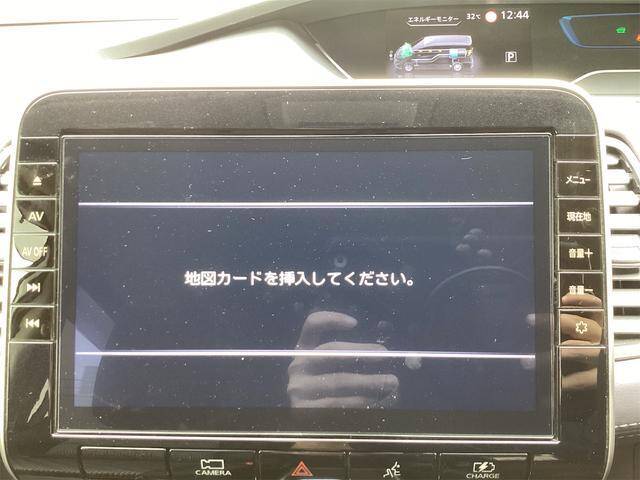 エネルギーモニター 32℃ 12:44
P
メニュー
AV
現在地
AV OFF
音量＋
地図カードを挿入してください。
音量－
CAMERA
CHARGE